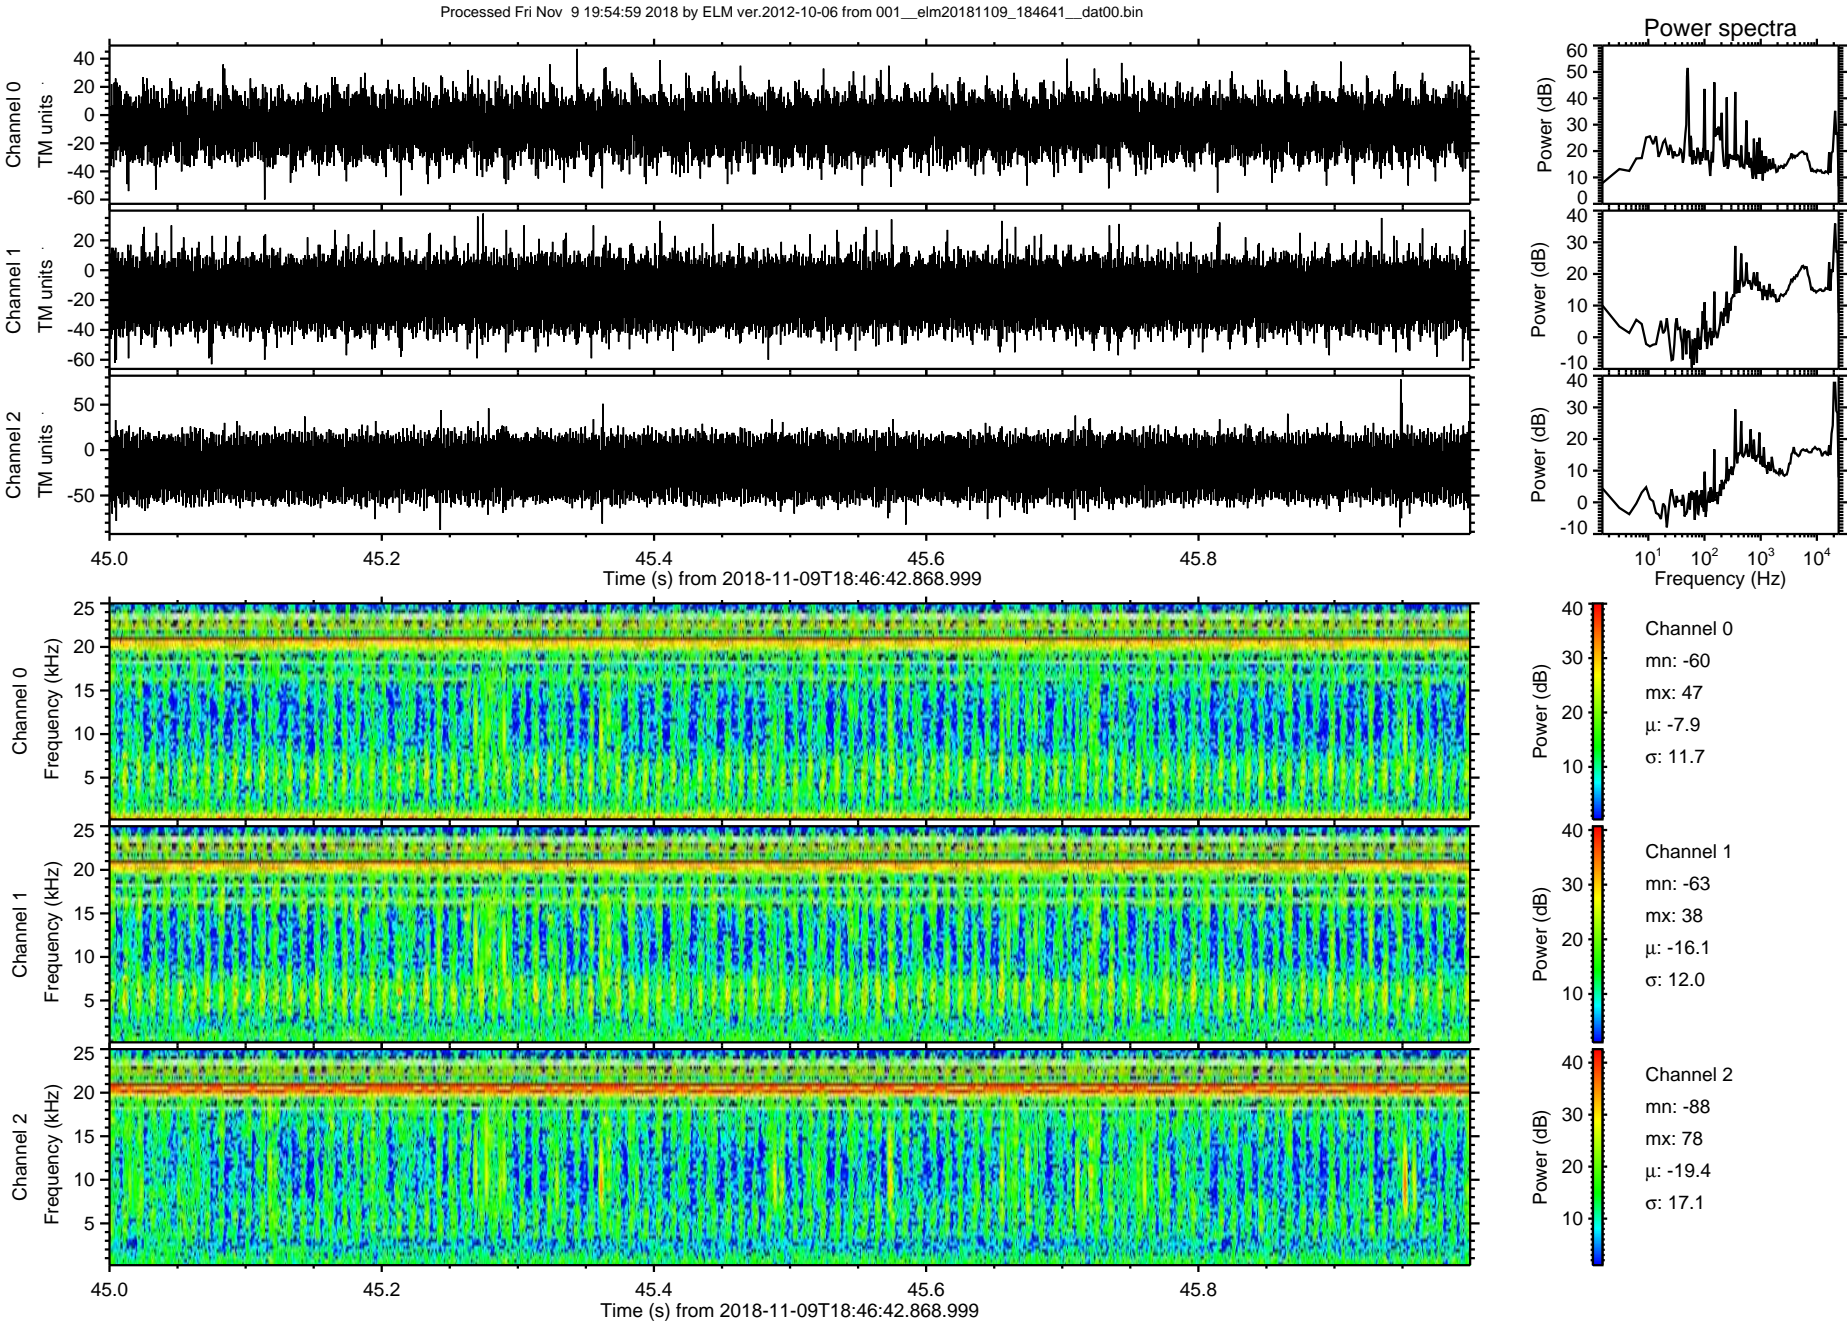 Processed Fri Nov  9 19:54:59 2018 by ELM ver.2012-10-06 from 001__elm20181109_184641__dat00.bin
Power spectra
Channel 0
TM units
40
20
0
-20
-40
-60
Power (dB)
60
50
40
30
20
10
0
Channel 1
TM units
20
0
-20
-40
-60
Power (dB)
40
30
20
10
0
-10
Channel 2
TM units
50
0
-50
Power (dB)
40
30
20
10
0
-10
45.0 45.2 45.4 45.6 45.8
Time (s) from 2018-11-09T18:46:42.868.999
10¹ 10² 10³ 10⁴
Frequency (Hz)
Channel 0
Frequency (kHz)
25
20
15
10
5
Power (dB)
40
30
20
10
Channel 0
mn: -60
mx: 47
μ: -7.9
σ: 11.7
Channel 1
Frequency (kHz)
25
20
15
10
5
Power (dB)
40
30
20
10
Channel 1
mn: -63
mx: 38
μ: -16.1
σ: 12.0
Channel 2
Frequency (kHz)
25
20
15
10
5
Power (dB)
40
30
20
10
Channel 2
mn: -88
mx: 78
μ: -19.4
σ: 17.1
45.0 45.2 45.4 45.6 45.8
Time (s) from 2018-11-09T18:46:42.868.999